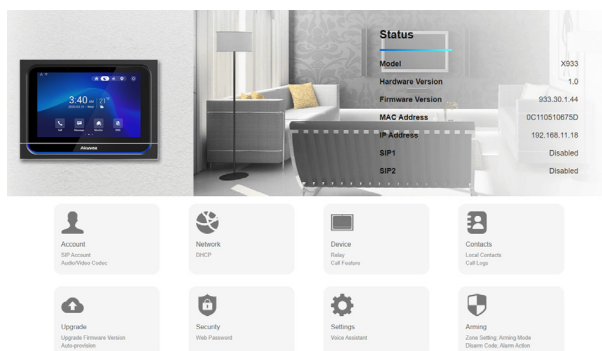 Status
Model X933
Hardware Version 1.0
Firmware Version 933.30.1.44
MAC Address 0C110510675D
IP Address 192.168.11.18
SIP1 Disabled
SIP2 Disabled
3:40
21°
Akuvox
Account
SIP Account
Audio/Video Codec
Network
DHCP
Device
Relay
Call Feature
Contacts
Local Contacts
Call Logs
Upgrade
Upgrade Firmware Version
Auto-provision
Security
Web Password
Settings
Voice Assistant
Arming
Zone Setting, Arming Mode
Disarm Code, Alarm Action